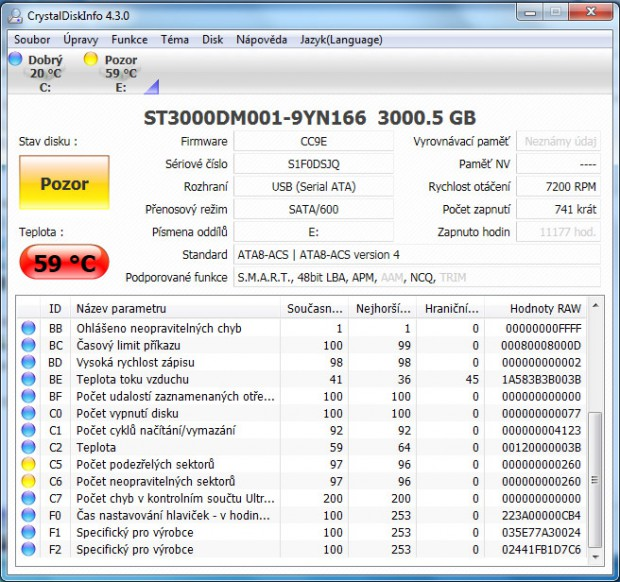 CrystalDiskInfo 4.3.0
Soubor Úpravy Funkce Téma Disk Nápověda Jazyk(Language)
Dobrý Pozor
20 °C 59 °C
C: E:
ST3000DM001-9YN166 3000.5 GB
Stav disku : Firmware CC9E Vyrovnávací paměť Neznámý údaj
Sériové číslo S1F0DSJQ Paměť NV ----
Pozor Rozhraní USB (Serial ATA) Rychlost otáčení 7200 RPM
Přenosový režim SATA/600 Počet zapnutí 741 krát
Teplota : Písmena oddílů E: Zapnuto hodin 11177 hod.
59 °C Standard ATA8-ACS | ATA8-ACS version 4
Podporované funkce S.M.A.R.T., 48bit LBA, APM, AAM, NCQ, TRIM
ID Název parametru Současn... Nejhorší... Hraniční... Hodnoty RAW
BB Ohlášeno neopravitelných chyb 1 1 0 00000000FFFF
BC Časový limit příkazu 100 99 0 00080008000D
BD Vysoká rychlost zápisu 98 98 0 000000000002
BE Teplota toku vzduchu 41 36 45 1A583B3B003B
BF Počet udalostí zaznamenaných otře... 100 100 0 000000000000
C0 Počet vypnutí disku 100 100 0 000000000077
C1 Počet cyklů načítání/vymazání 92 92 0 000000004123
C2 Teplota 59 64 0 00120000003B
C5 Počet podezřelých sektorů 97 96 0 000000000260
C6 Počet neopravitelných sektorů 97 96 0 000000000260
C7 Počet chyb v kontrolním součtu Ultr... 200 200 0 000000000000
F0 Čas nastavování hlaviček - v hodin... 100 253 0 223A00000CB4
F1 Specifický pro výrobce 100 253 0 035E77A30024
F2 Specifický pro výrobce 100 253 0 02441FB1D7C6